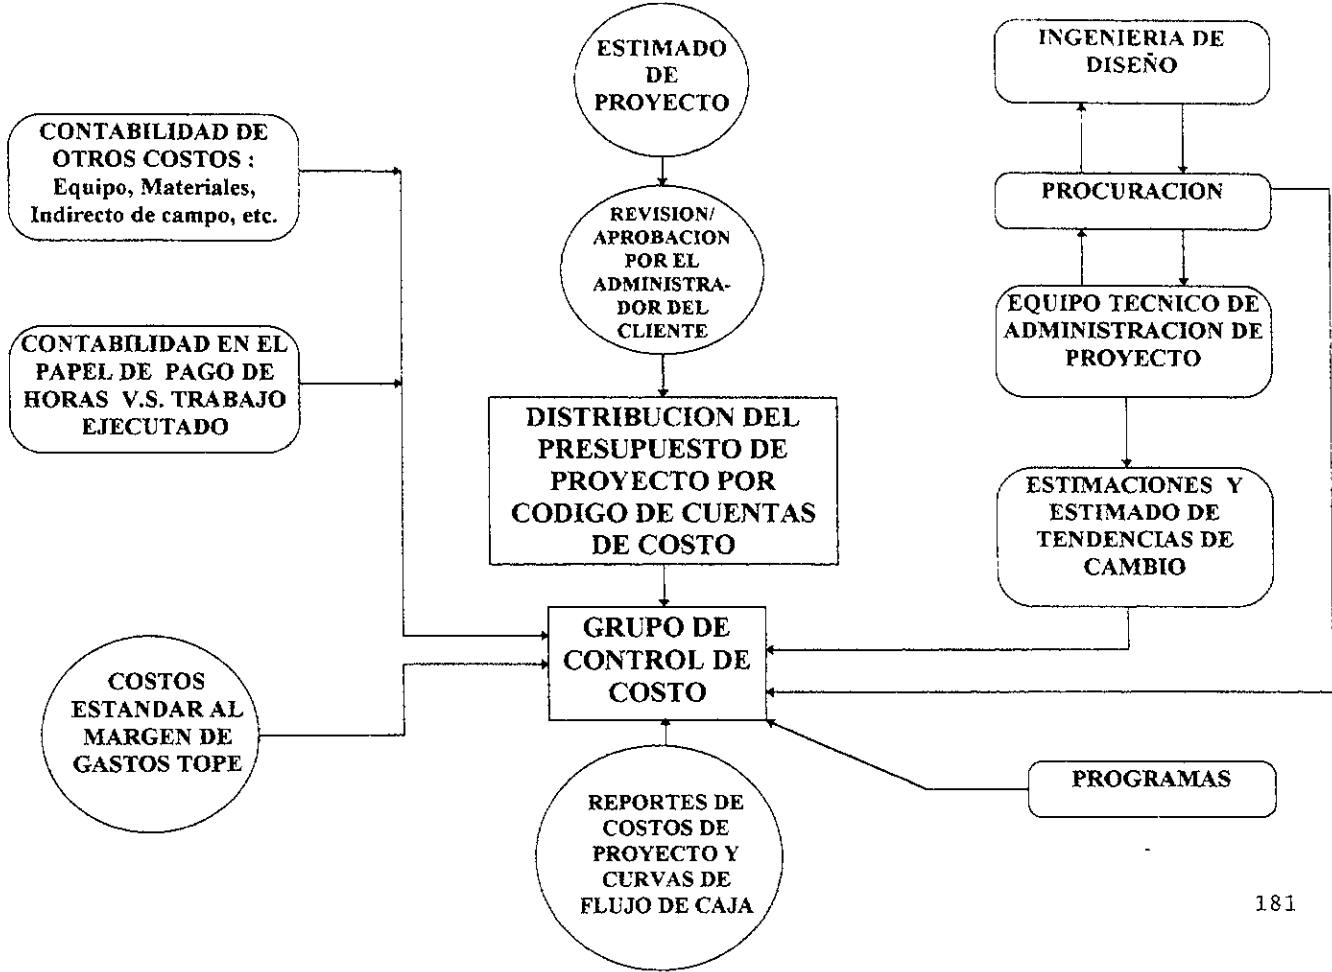 ESTIMADO
DE
PROYECTO
INGENIERIA DE
DISEÑO
CONTABILIDAD DE
OTROS COSTOS :
Equipo, Materiales,
Indirecto de campo, etc.
PROCURACION
REVISION/
APROBACION
POR EL
ADMINISTRA-
DOR DEL
CLIENTE
EQUIPO TECNICO DE
ADMINISTRACION DE
PROYECTO
CONTABILIDAD EN EL
PAPEL DE PAGO DE
HORAS V.S. TRABAJO
EJECUTADO
DISTRIBUCION DEL
PRESUPUESTO DE
PROYECTO POR
CODIGO DE CUENTAS
DE COSTO
ESTIMACIONES Y
ESTIMADO DE
TENDENCIAS DE
CAMBIO
GRUPO DE
CONTROL DE
COSTO
COSTOS
ESTANDAR AL
MARGEN DE
GASTOS TOPE
PROGRAMAS
REPORTES DE
COSTOS DE
PROYECTO Y
CURVAS DE
FLUJO DE CAJA
181